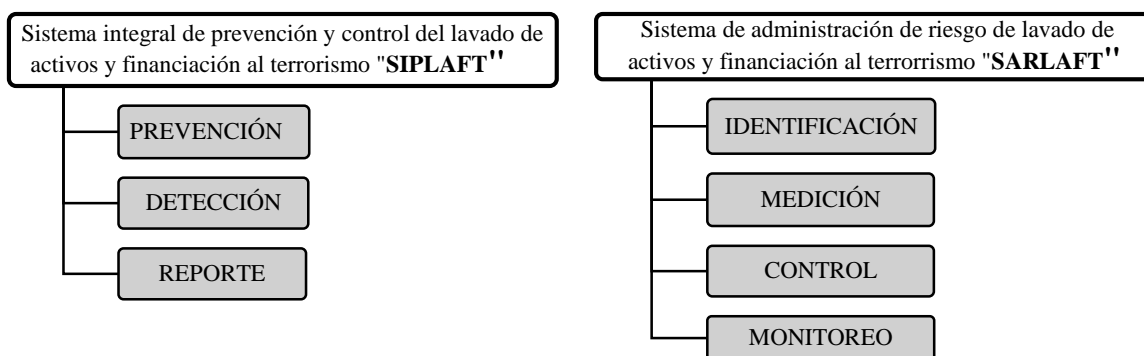 Sistema integral de prevención y control del lavado de
activos y financiación al terrorismo "SIPLAFT"
PREVENCIÓN
DETECCIÓN
REPORTE
Sistema de administración de riesgo de lavado de
activos y financiación al terrorrismo "SARLAFT"
IDENTIFICACIÓN
MEDICIÓN
CONTROL
MONITOREO